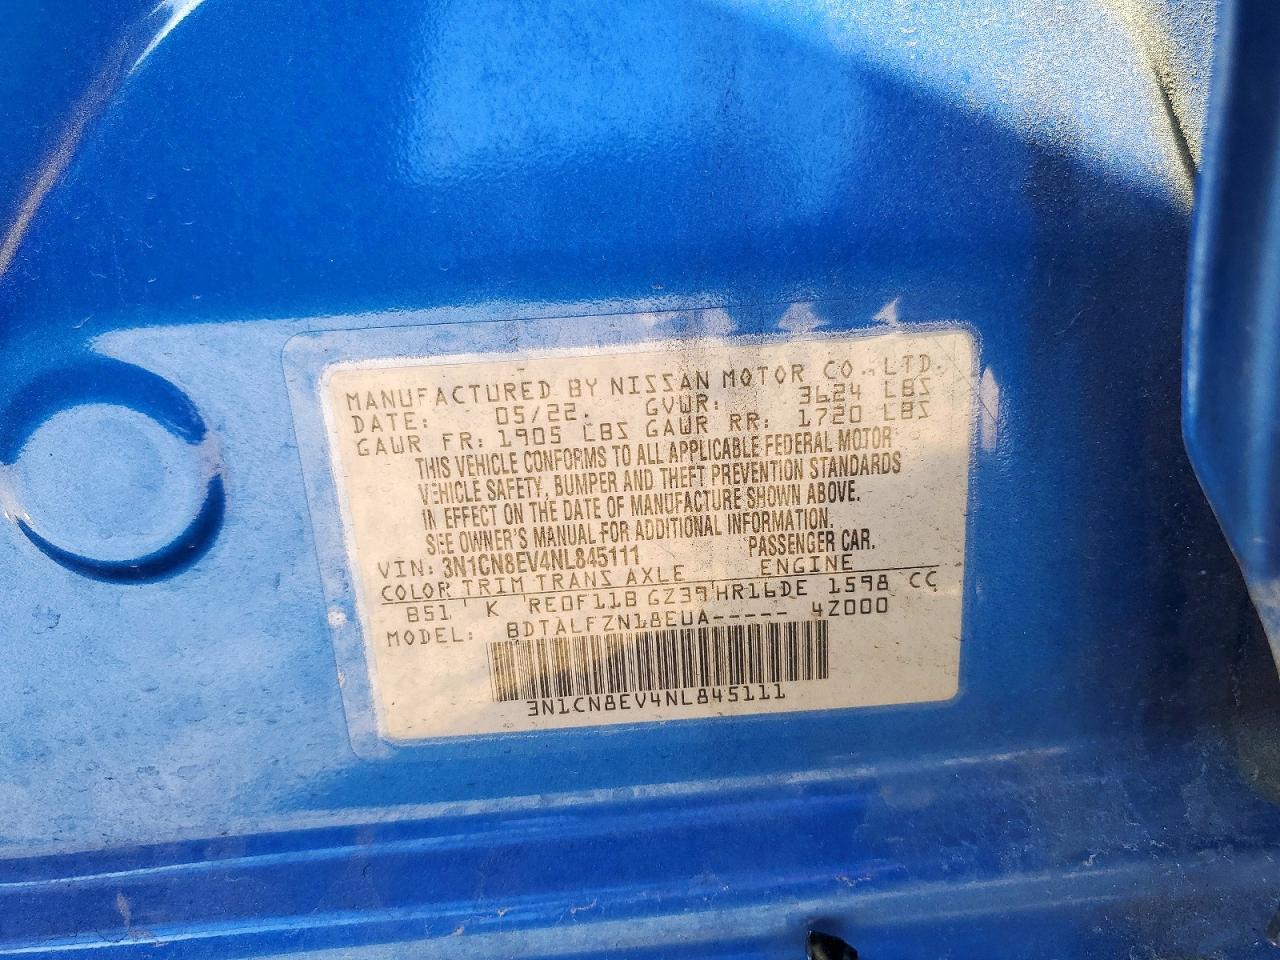 MANUFACTURED BY NISSAN MOTOR CO., LTD.
DATE: 05/22. GVWR: 3624 LBS
GAWR FR: 1905 LBS GAWR RR: 1720 LBS
THIS VEHICLE CONFORMS TO ALL APPLICABLE FEDERAL MOTOR
VEHICLE SAFETY, BUMPER AND THEFT PREVENTION STANDARDS
IN EFFECT ON THE DATE OF MANUFACTURE SHOWN ABOVE.
SEE OWNER'S MANUAL FOR ADDITIONAL INFORMATION.
VIN: 3N1CN8EV4NL845111 PASSENGER CAR.
COLOR TRIM TRANS AXLE ENGINE
B51 K RE0F11B GZ39 HR16DE 1598 CC
MODEL: BDTALFZN18EUA----- 4Z000
3N1CN8EV4NL845111